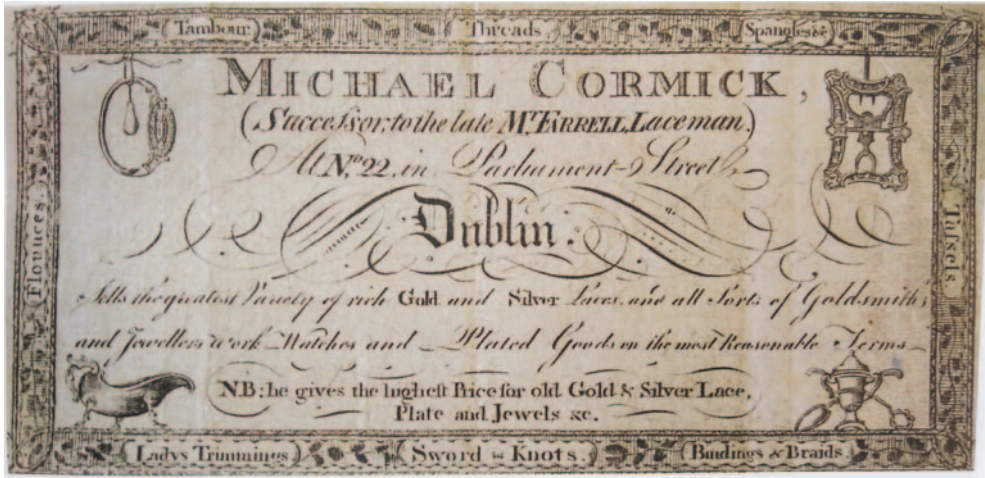 Tambour Threads Spangles &c
MICHAEL CORMICK,
(Successor, to the late Mr. FARRELL, Laceman.)
At No. 22, in Parliament-Street
Dublin.
Flounces.
Tassels.
Sells the greatest Variety of rich Gold and Silver Laces, and all Sorts of Goldsmith's
and Jewellers work Watches and Plated Goods on the most Reasonable Terms
N.B: he gives the highest Price for old Gold & Silver Lace,
Plate and Jewels &c.
Ladys Trimmings Sword Knots. Bindings & Braids.